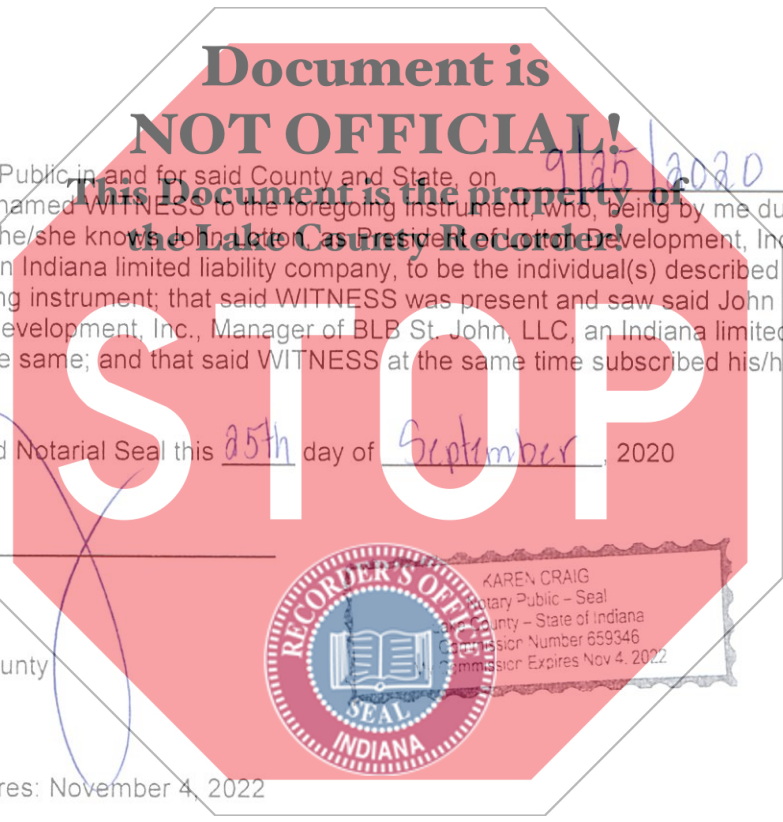 Document is
NOT OFFICIAL!
This Document is the property of
the Lake County Recorder!
Public in and for said County and State, on 9/25/2020
named WITNESS to the foregoing instrument, who, being by me du
he/she knows John Lotton, as President of Lotton Development, Inc
n Indiana limited liability company, to be the individual(s) described
ng instrument; that said WITNESS was present and saw said John
evelopment, Inc., Manager of BLB St. John, LLC, an Indiana limited
e same; and that said WITNESS at the same time subscribed his/h
STOP
d Notarial Seal this 25th day of September, 2020
KAREN CRAIG
Notary Public – Seal
Lake County – State of Indiana
Commission Number 659346
My Commission Expires Nov 4, 2022
RECORDER'S OFFICE
SEAL
INDIANA
unty
res: November 4, 2022